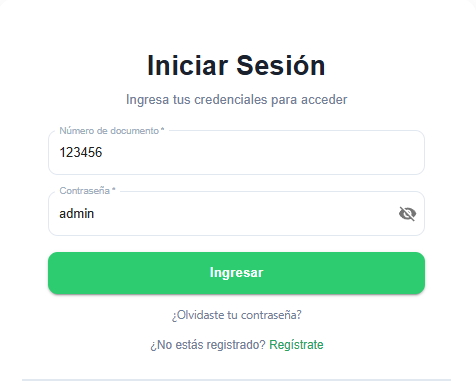 Iniciar Sesión
Ingresa tus credenciales para acceder
Número de documento *
123456
Contraseña *
admin
Ingresar
¿Olvidaste tu contraseña?
¿No estás registrado? Regístrate